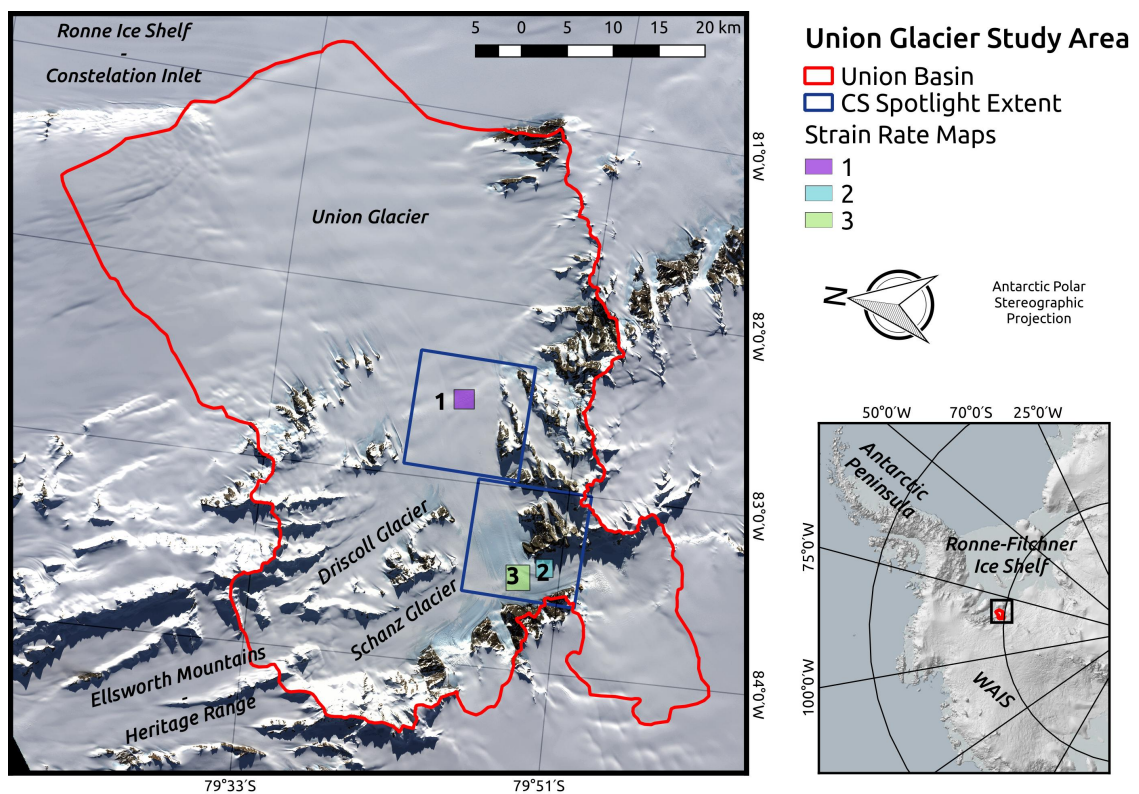 Ronne Ice Shelf
-
Constelation Inlet
5 0 5 10 15 20 km
Union Glacier
1
2
3
Driscoll Glacier
Schanz Glacier
Ellsworth Mountains
-
Heritage Range
81°0'W
82°0'W
83°0'W
84°0'W
79°33'S
79°51'S
Union Glacier Study Area
Union Basin
CS Spotlight Extent
Strain Rate Maps
1
2
3
N
Antarctic Polar
Stereographic
Projection
50°0'W
70°0'S
25°0'W
75°0'W
100°0'W
Antarctic
Peninsula
Ronne-Filchner
Ice Shelf
WAIS